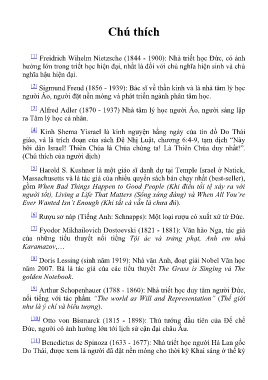 Chú thích
[1] Freidrich Wihelm Nietzsche (1844 - 1900): Nhà triết học Đức, có ảnh
hưởng lớn trong triết học hiện đại, nhất là đối với chủ nghĩa hiện sinh và chủ
nghĩa hậu hiện đại.
[2] Sigmund Freud (1856 - 1939): Bác sĩ về thần kinh và là nhà tâm lý học
người Áo, người đặt nền móng và phát triển ngành phân tâm học.
[3] Alfred Adler (1870 - 1937) Nhà tâm lý học người Áo, người sáng lập
ra Tâm lý học cá nhân.
[4] Kinh Shema Yisrael là kinh nguyện hằng ngày của tín đồ Do Thái
giáo, và là trích đoạn của sách Đệ Nhị Luật, chương 6:4-9, tạm dịch “Này
hỡi dân Israel! Thiên Chúa là Chúa chúng ta! Là Thiên Chúa duy nhất!”.
(Chú thích của người dịch)
[5] Harold S. Kushner là một giáo sĩ danh dự tại Temple Israel ở Natick,
Massachusetts và là tác giả của nhiều quyển sách bán chạy nhất (best-seller),
gồm When Bad Things Happen to Good People (Khi điều tồi tệ xảy ra với
người tốt), Living a Life That Matters (Sống xứng đáng) và When All You’re
Ever Wanted Isn’t Enough (Khi tất cả vẫn là chưa đủ).
[6] Rượu sơ náp (Tiếng Anh: Schnapps): Một loại rượu có xuất xứ từ Đức.
[7] Fyodor Mikhailovich Dostoevski (1821 - 1881): Văn hào Nga, tác giả
của những tiểu thuyết nổi tiếng Tội ác và trừng phạt, Anh em nhà
Karamazov,…
[8] Doris Lessing (sinh năm 1919): Nhà văn Anh, đoạt giải Nobel Văn học
năm 2007. Bà là tác giả của các tiểu thuyết The Grass is Singing và The
golden Notebook.
[9] Arthur Schopenhauer (1788 - 1860): Nhà triết học duy tâm người Đức,
nổi tiếng với tác phẩm “The world as Will and Representation” (Thế giới
như là ý chí và biểu tượng).
[10] Otto von Bismarck (1815 - 1898): Thủ tướng đầu tiên của Đế chế
Đức, người có ảnh hưởng lớn tới lịch sử cận đại châu Âu.
[11] Benedictus de Spinoza (1633 - 1677): Nhà triết học người Hà Lan gốc
Do Thái, được xem là người đã đặt nền móng cho thời kỳ Khai sáng ở thế kỷ